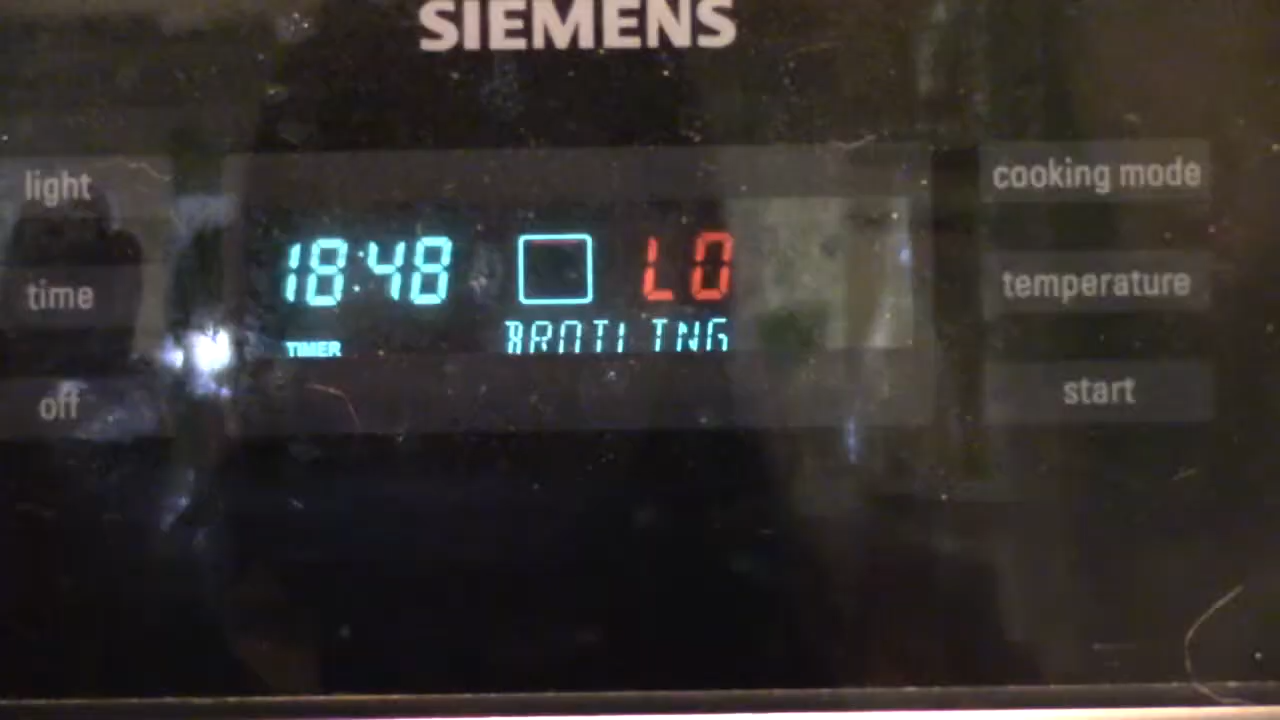 SIEMENS
light
cooking mode
18:48
LO
time
temperature
BROILING
TIMER
off
start